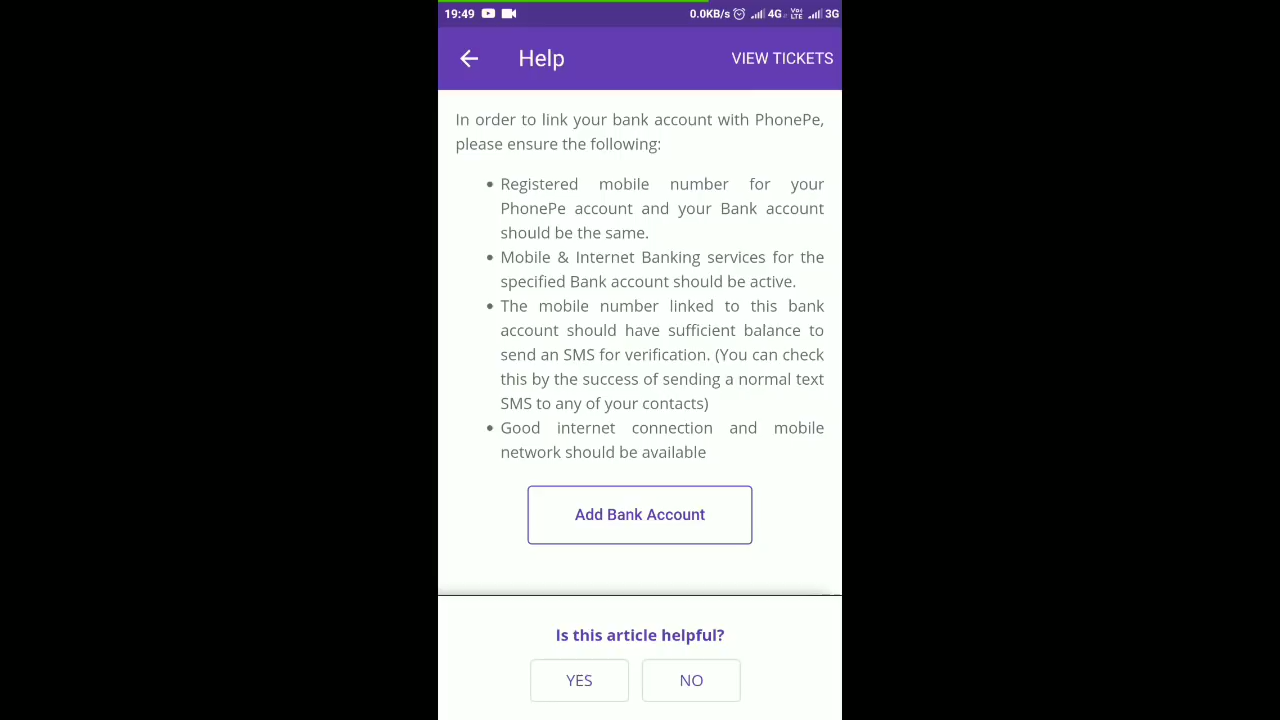 19:49 0.0KB/s 4G VoLTE 3G
Help VIEW TICKETS
In order to link your bank account with PhonePe,
please ensure the following:
• Registered mobile number for your
PhonePe account and your Bank account
should be the same.
• Mobile & Internet Banking services for the
specified Bank account should be active.
• The mobile number linked to this bank
account should have sufficient balance to
send an SMS for verification. (You can check
this by the success of sending a normal text
SMS to any of your contacts)
• Good internet connection and mobile
network should be available
Add Bank Account
Is this article helpful?
YES NO